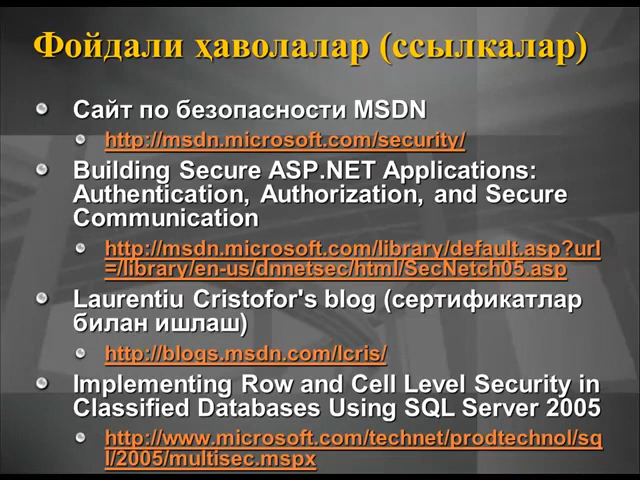 Фойдали ҳаволалар (ссылкалар)
Сайт по безопасности MSDN
http://msdn.microsoft.com/security/
Building Secure ASP.NET Applications:
Authentication, Authorization, and Secure
Communication
http://msdn.microsoft.com/library/default.asp?url
=/library/en-us/dnnetsec/html/SecNetch05.asp
Laurentiu Cristofor's blog (сертификатлар
билан ишлаш)
http://blogs.msdn.com/lcris/
Implementing Row and Cell Level Security in
Classified Databases Using SQL Server 2005
http://www.microsoft.com/technet/prodtechnol/sq
l/2005/multisec.mspx